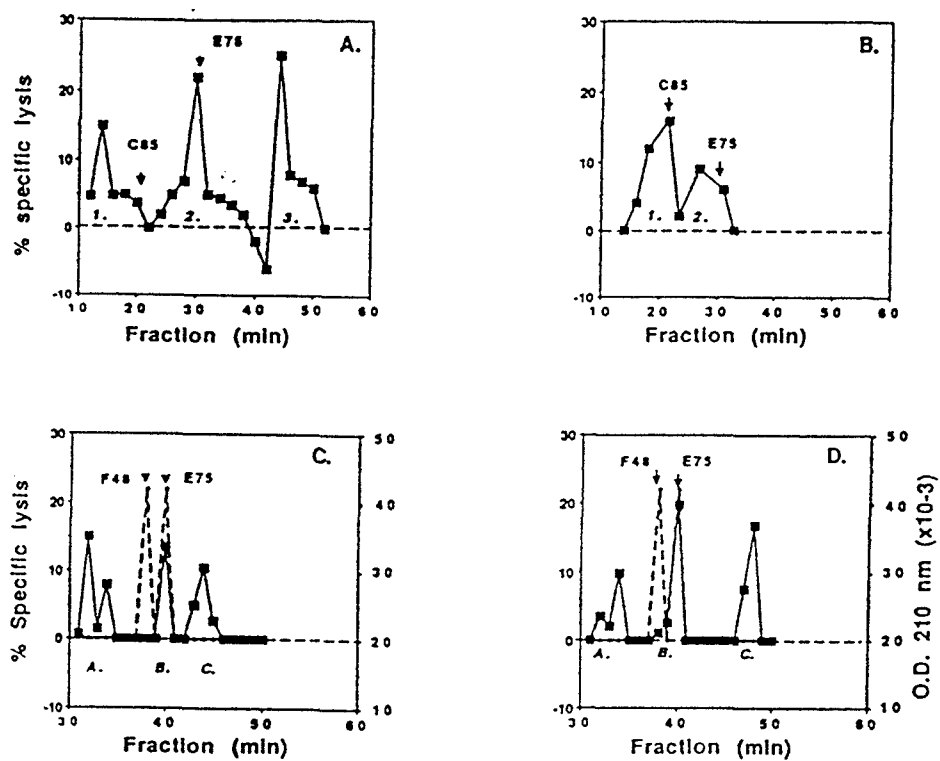 A.
% specific lysis
30
20
10
0
-10
E75
C85
1. 2. 3.
10 20 30 40 50 60
Fraction (min)
B.
30
20
10
0
-10
C85
E75
1. 2.
10 20 30 40 50 60
Fraction (min)
C.
% Specific lysis
30
20
10
0
-10
F48 E75
A. B. C.
50
40
30
20
10
30 40 50 60
Fraction (min)
D.
30
20
10
0
-10
F48 E75
A. B. C.
50
40
30
20
10
O.D. 210 nm (x10-3)
30 40 50 60
Fraction (min)